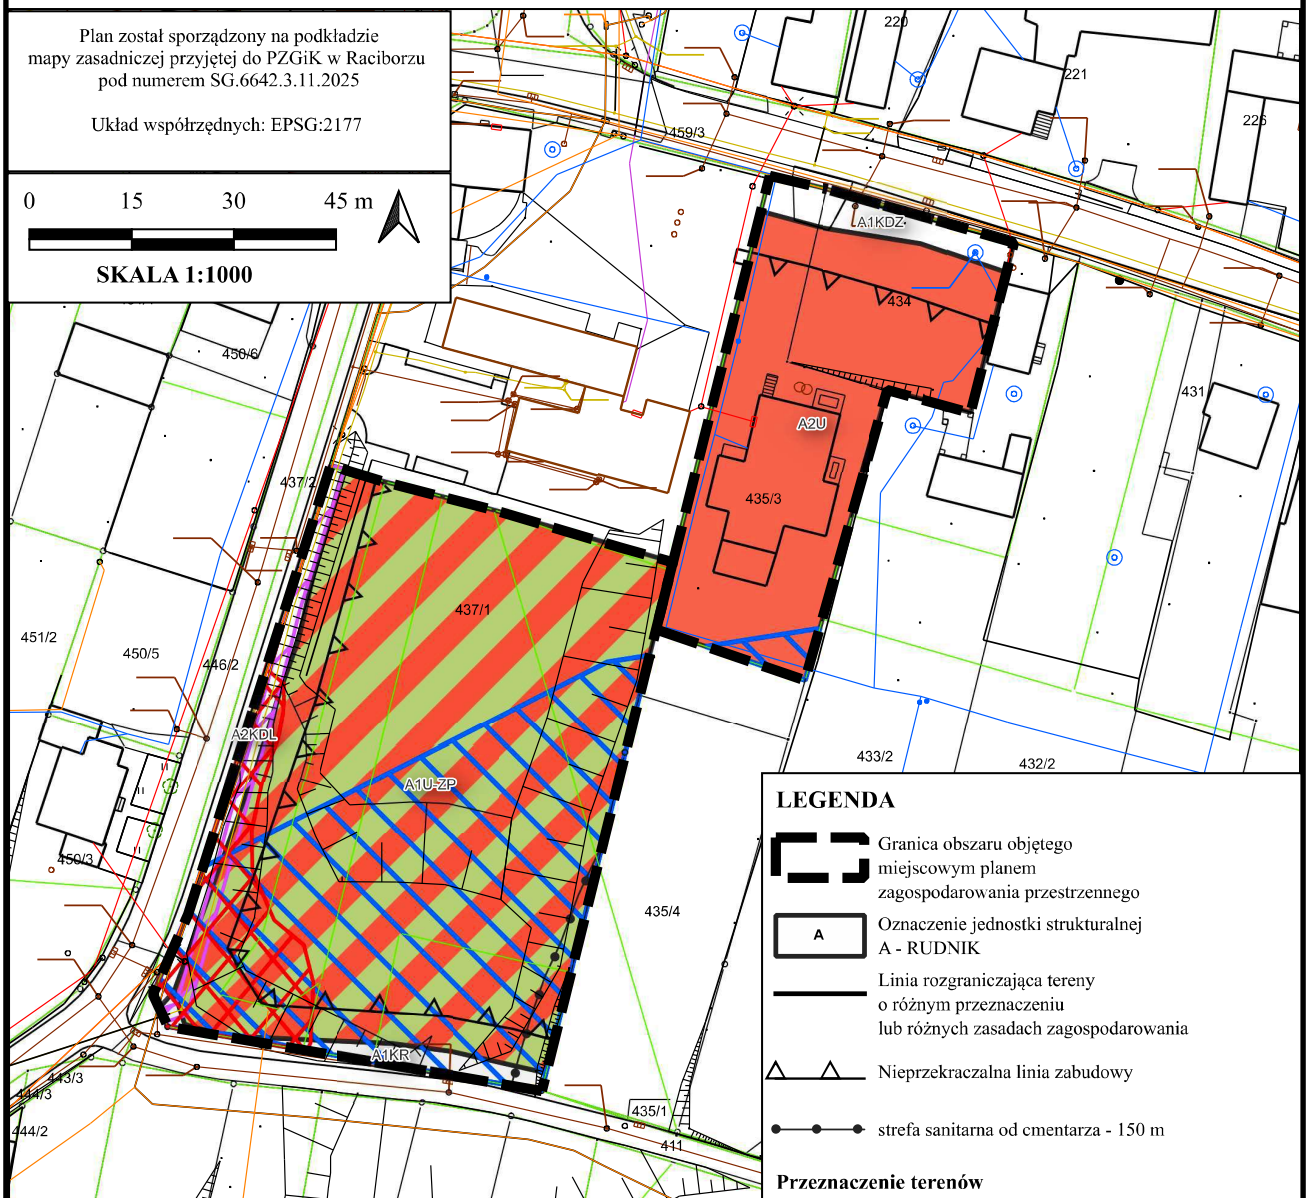 Plan został sporządzony na podkładzie
mapy zasadniczej przyjętej do PZGiK w Raciborzu
pod numerem SG.6642.3.11.2025
Układ współrzędnych: EPSG:2177
0 15 30 45 m
SKALA 1:1000
220
221
226
459/3
A1KDZ
434
450/6
431
A2U
435/3
437/2
437/1
451/2
450/5
446/2
A2KDL
A1U-ZP
433/2
432/2
450/3
435/4
A1KR
443/3
444/3
444/2
435/1
411
LEGENDA
Granica obszaru objętego
miejscowym planem
zagospodarowania przestrzennego
A
Oznaczenie jednostki strukturalnej
A - RUDNIK
Linia rozgraniczająca tereny
o różnym przeznaczeniu
lub różnych zasadach zagospodarowania
Nieprzekraczalna linia zabudowy
strefa sanitarna od cmentarza - 150 m
Przeznaczenie terenów